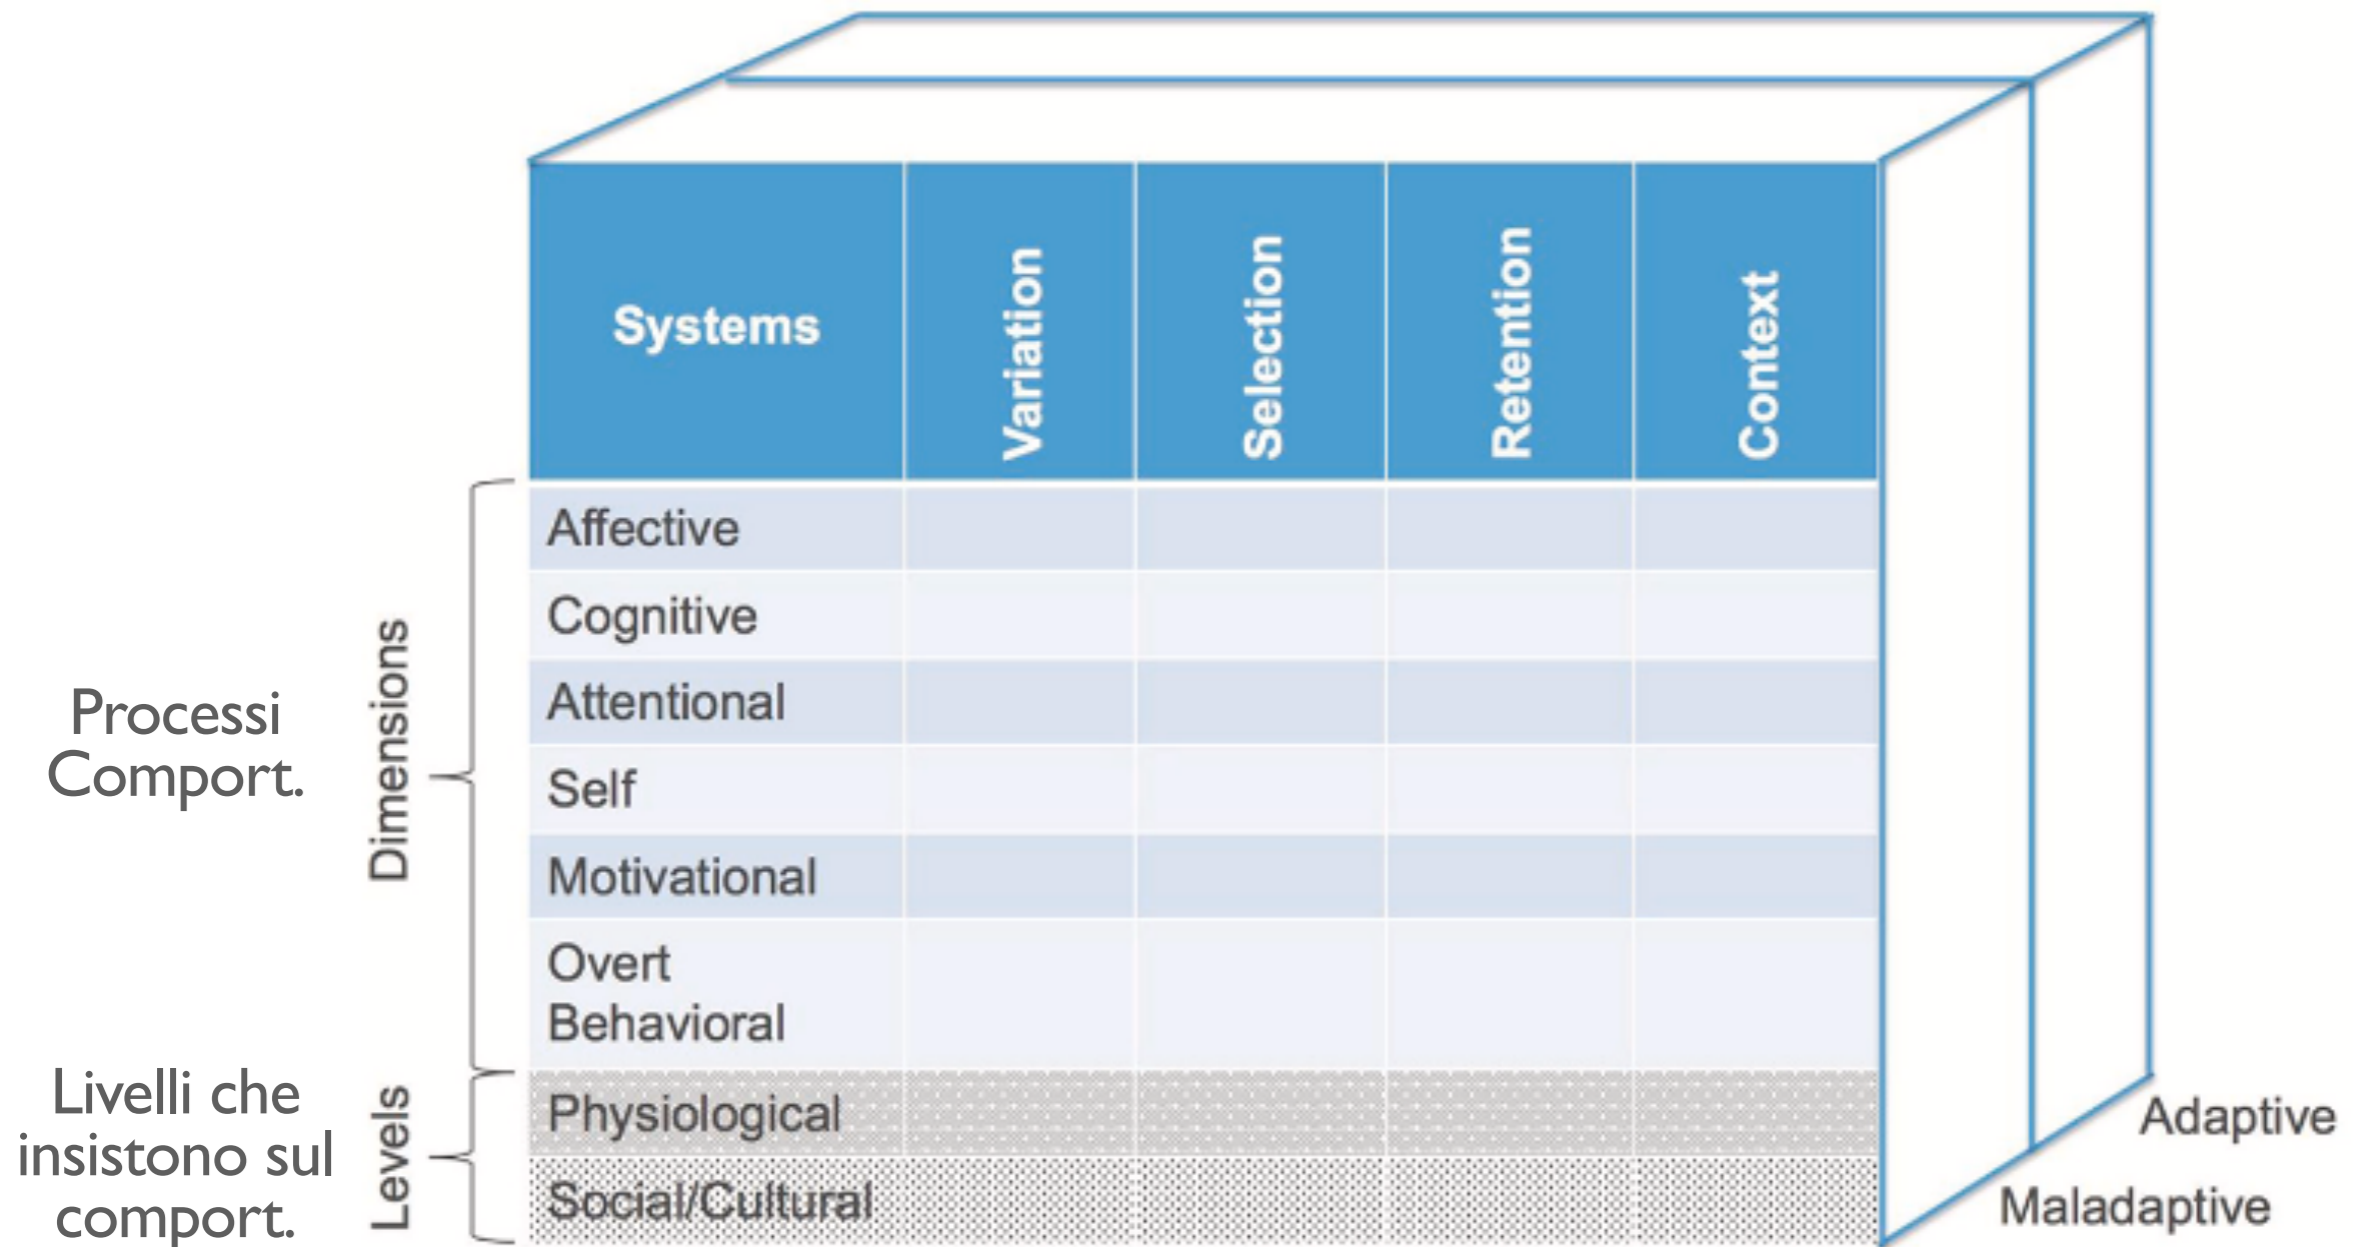 Systems
Variation
Selection
Retention
Context
Processi
Comport.
Dimensions
Affective
Cognitive
Attentional
Self
Motivational
Overt
Behavioral
Livelli che
insistono sul
comport.
Levels
Physiological
Social/Cultural
Adaptive
Maladaptive